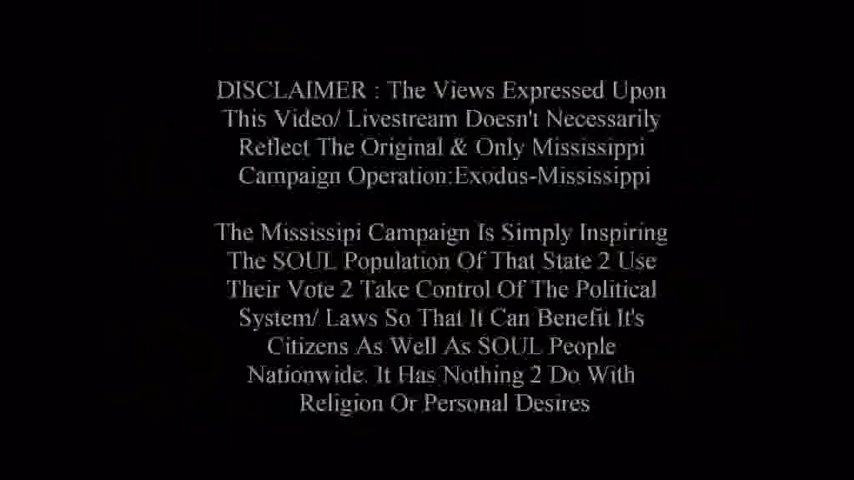 DISCLAIMER : The Views Expressed Upon
This Video/ Livestream Doesn't Necessarily
Reflect The Original & Only Mississippi
Campaign Operation:Exodus-Mississippi
The Mississipi Campaign Is Simply Inspiring
The SOUL Population Of That State 2 Use
Their Vote 2 Take Control Of The Political
System/ Laws So That It Can Benefit It's
Citizens As Well As SOUL People
Nationwide. It Has Nothing 2 Do With
Religion Or Personal Desires